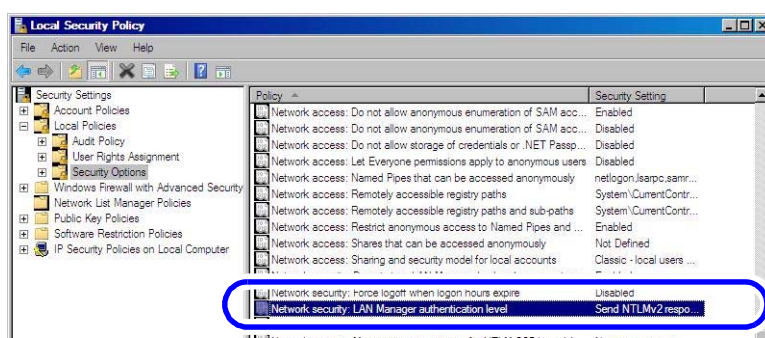 Local Security Policy
File Action View Help
Security Settings
Account Policies
Local Policies
Audit Policy
User Rights Assignment
Security Options
Windows Firewall with Advanced Security
Network List Manager Policies
Public Key Policies
Software Restriction Policies
IP Security Policies on Local Computer
Policy Security Setting
Network access: Do not allow anonymous enumeration of SAM acc... Enabled
Network access: Do not allow anonymous enumeration of SAM acc... Disabled
Network access: Do not allow storage of credentials or .NET Passp... Disabled
Network access: Let Everyone permissions apply to anonymous users Disabled
Network access: Named Pipes that can be accessed anonymously netlogon,lsarpc,samr...
Network access: Remotely accessible registry paths System\CurrentContr...
Network access: Remotely accessible registry paths and sub-paths System\CurrentContr...
Network access: Restrict anonymous access to Named Pipes and ... Enabled
Network access: Shares that can be accessed anonymously Not Defined
Network access: Sharing and security model for local accounts Classic - local users ...
Network security: Force logoff when logon hours expire Disabled
Network security: LAN Manager authentication level Send NTLMv2 respo...